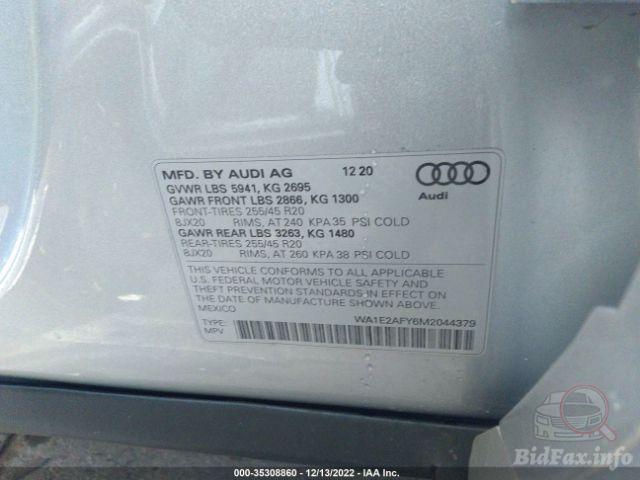 MFD. BY AUDI AG 12 20
GVWR LBS 5941, KG 2695
GAWR FRONT LBS 2866, KG 1300
FRONT-TIRES 255/45 R20
8JX20 RIMS, AT 240 KPA 35 PSI COLD
GAWR REAR LBS 3263, KG 1480
REAR-TIRES 255/45 R20
8JX20 RIMS, AT 260 KPA 38 PSI COLD
Audi
THIS VEHICLE CONFORMS TO ALL APPLICABLE
U.S. FEDERAL MOTOR VEHICLE SAFETY, BUMPER, AND
THEFT PREVENTION STANDARDS IN EFFECT ON
THE DATE OF MANUFACTURE SHOWN ABOVE.
MEXICO
TYPE: WA1E2AFY6M2044379
MPV
BidFax.info
000-35308860 - 12/13/2022 - IAA Inc.